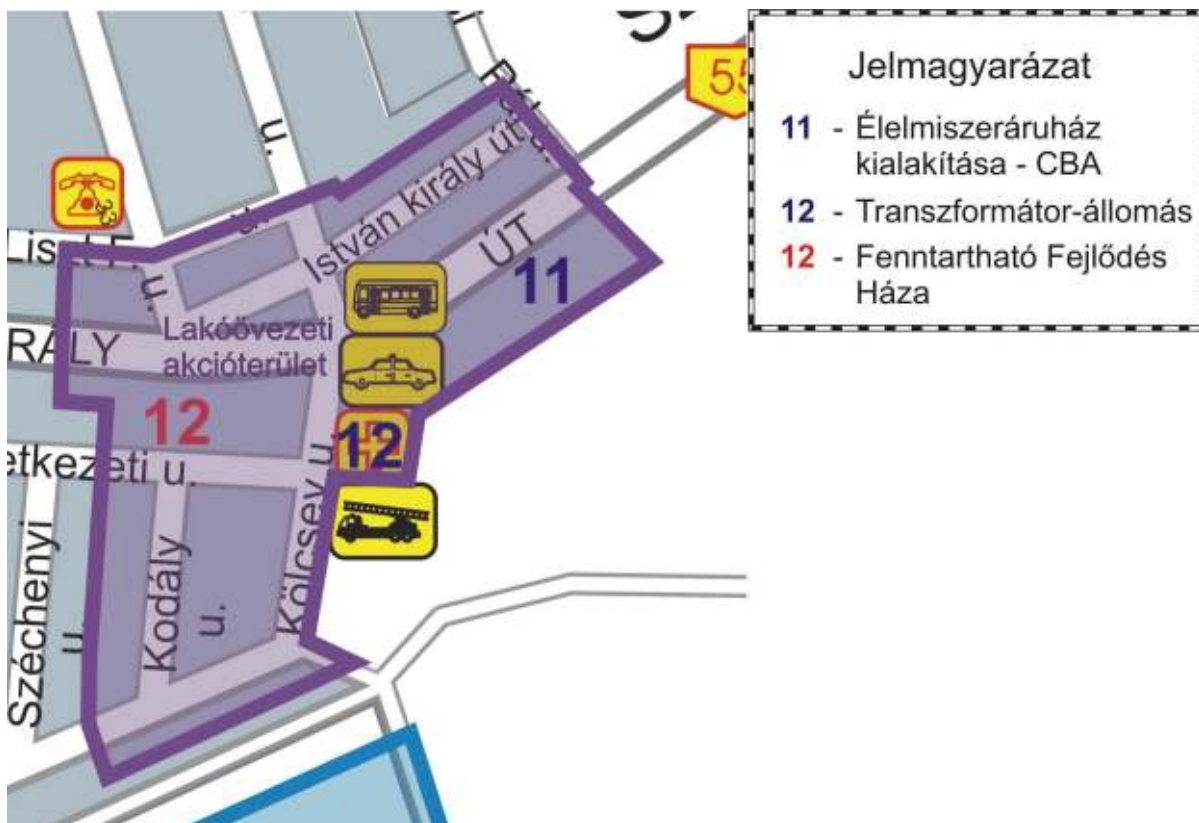 55
33
u.
u.
u.
u.
István király út
ÚT
11
Lakóövezeti
akcióterület
RÁLY
12
12
etkezeti u.
Széchenyi
u.
Kodály
u.
Kölcsey u.
Jelmagyarázat
11 - Élelmiszeráruház
kialakítása - CBA
12 - Transzformátor-állomás
12 - Fenntartható Fejlődés
Háza